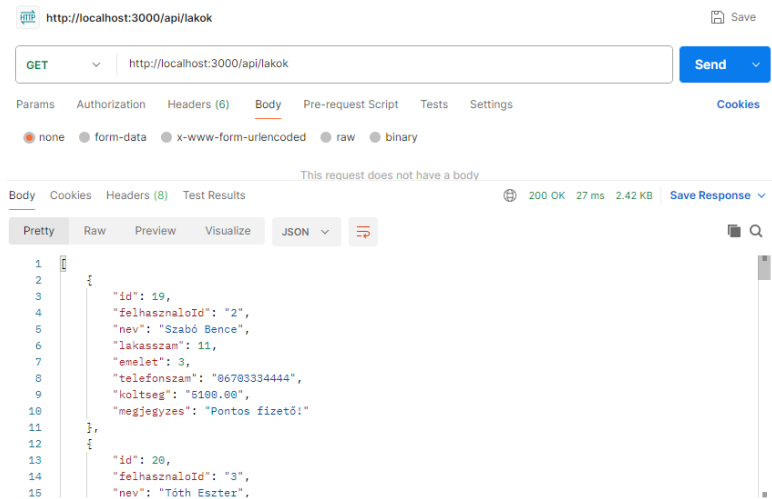 HTTP http://localhost:3000/api/lakok Save
GET http://localhost:3000/api/lakok Send
Params Authorization Headers (6) Body Pre-request Script Tests Settings Cookies
none form-data x-www-form-urlencoded raw binary
This request does not have a body
Body Cookies Headers (8) Test Results 200 OK 27 ms 2.42 KB Save Response
Pretty Raw Preview Visualize JSON
1 [
2 {
3 "id": 19,
4 "felhasznaloId": "2",
5 "nev": "Szabó Bence",
6 "lakasszam": 11,
7 "emelet": 3,
8 "telefonszam": "06703334444",
9 "koltseg": "5100.00",
10 "megjegyzes": "Pontos fizető!"
11 },
12 {
13 "id": 20,
14 "felhasznaloId": "3",
15 "nev": "Tóth Eszter",